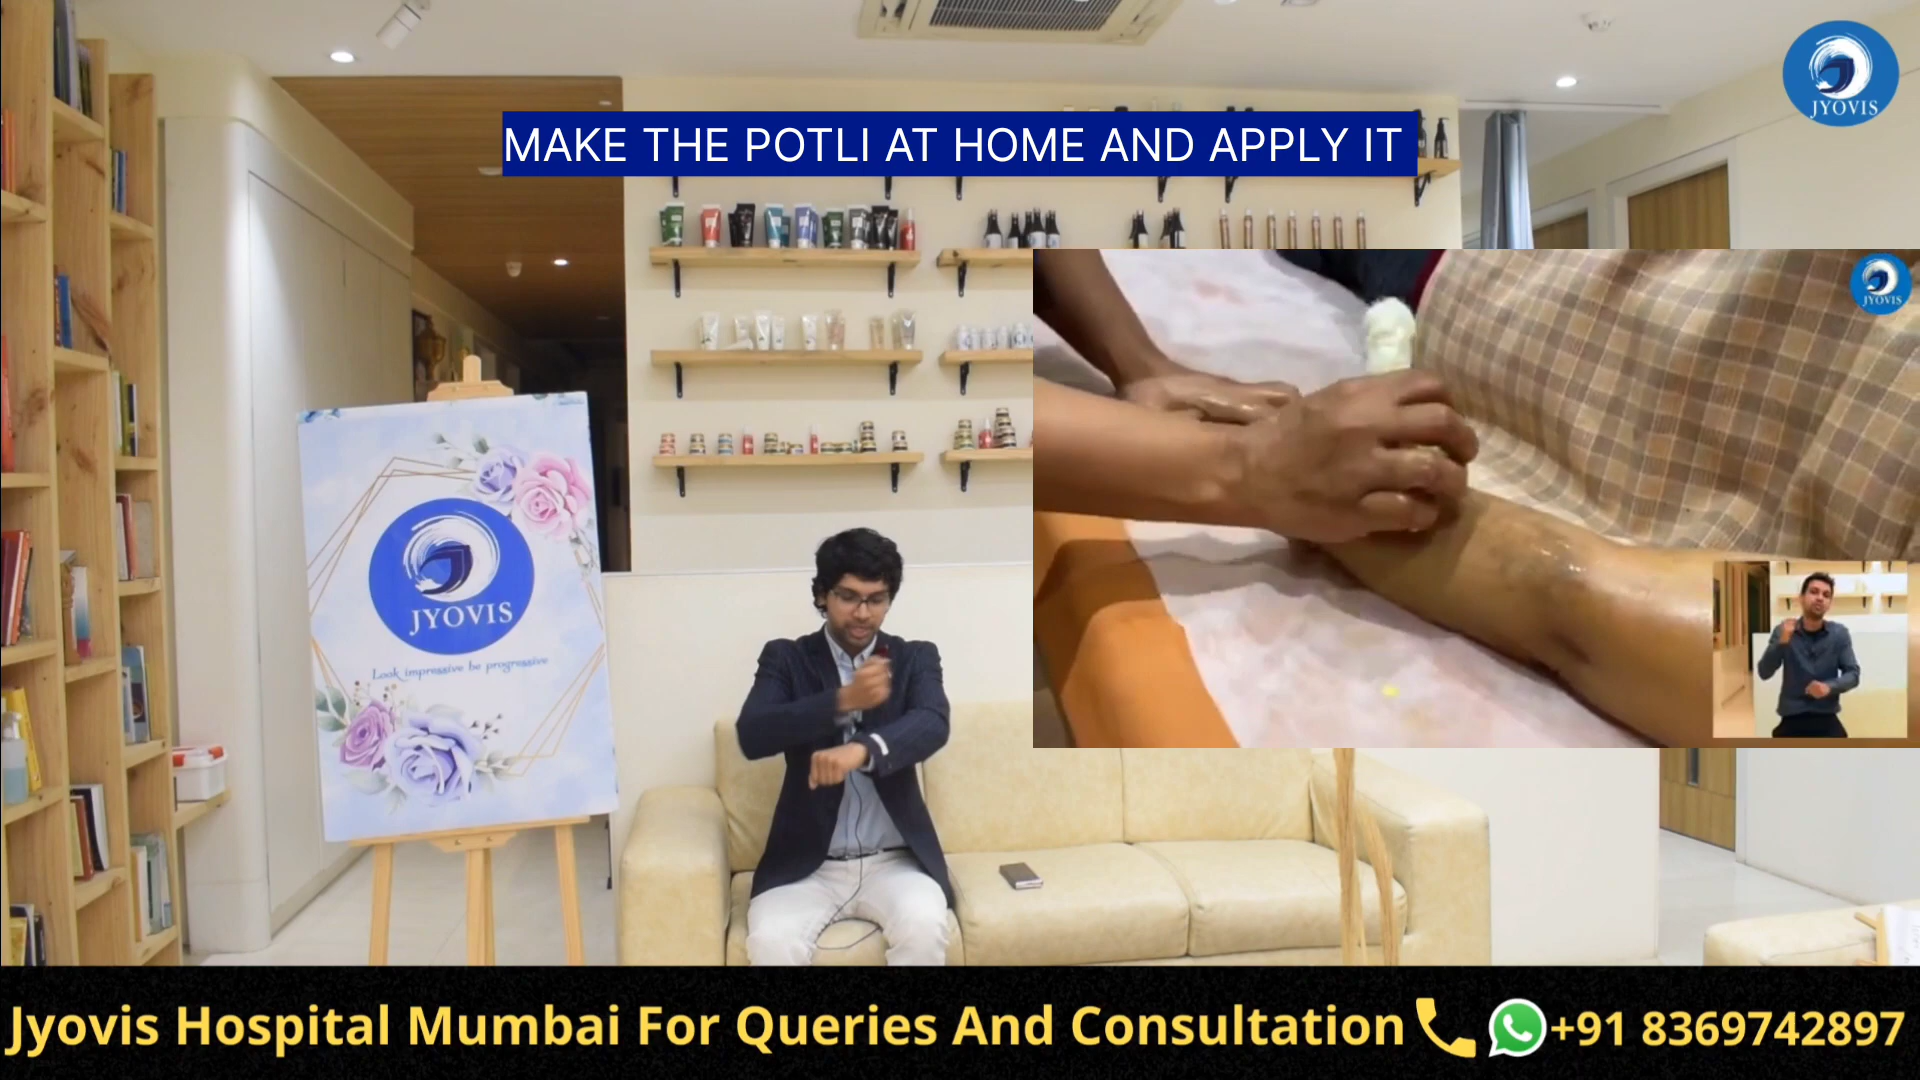 JYOVIS
MAKE THE POTLI AT HOME AND APPLY IT
JYOVIS
JYOVIS
Look impressive be progressive
Jyovis Hospital Mumbai For Queries And Consultation +91 8369742897